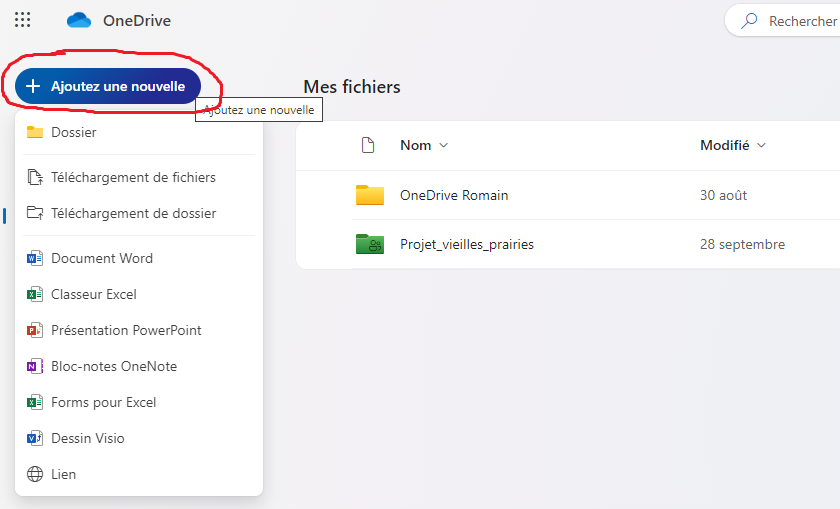 OneDrive
Rechercher
Ajoutez une nouvelle
Ajoutez une nouvelle
Dossier
Téléchargement de fichiers
Téléchargement de dossier
Document Word
Classeur Excel
Présentation PowerPoint
Bloc-notes OneNote
Forms pour Excel
Dessin Visio
Lien
Mes fichiers
Nom Modifié
OneDrive Romain 30 août
Projet_vieilles_prairies 28 septembre